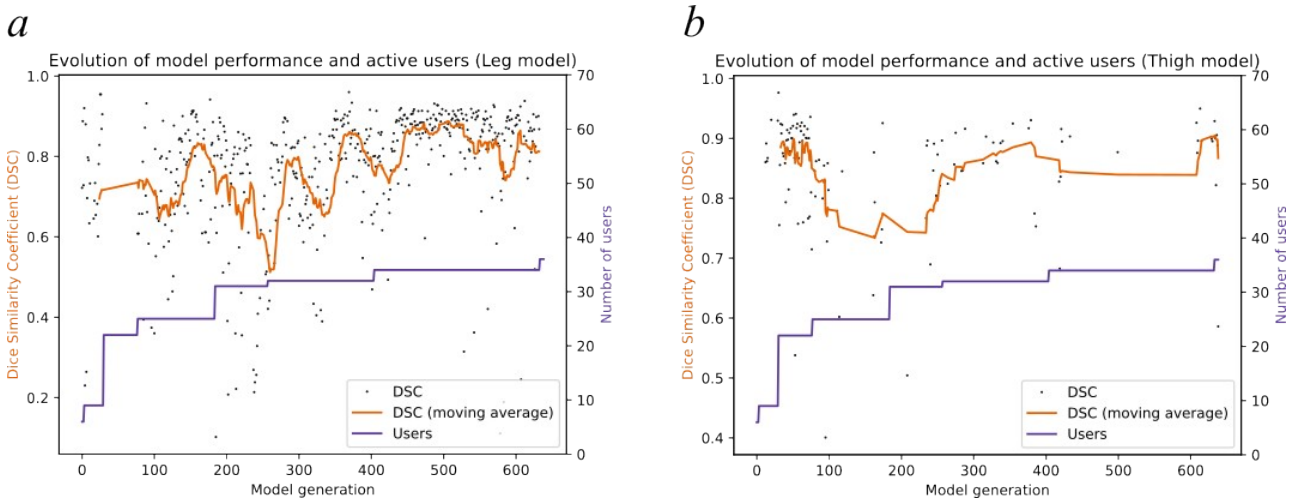 a
b
Evolution of model performance and active users (Leg model)
Evolution of model performance and active users (Thigh model)
Dice Similarity Coefficient (DSC)
1.0
0.8
0.6
0.4
0.2
0
100
200
300
400
500
600
Model generation
70
60
50
40
30
20
10
0
Number of users
DSC
DSC (moving average)
Users
Dice Similarity Coefficient (DSC)
1.0
0.9
0.8
0.7
0.6
0.5
0.4
0
100
200
300
400
500
600
Model generation
70
60
50
40
30
20
10
0
Number of users
DSC
DSC (moving average)
Users